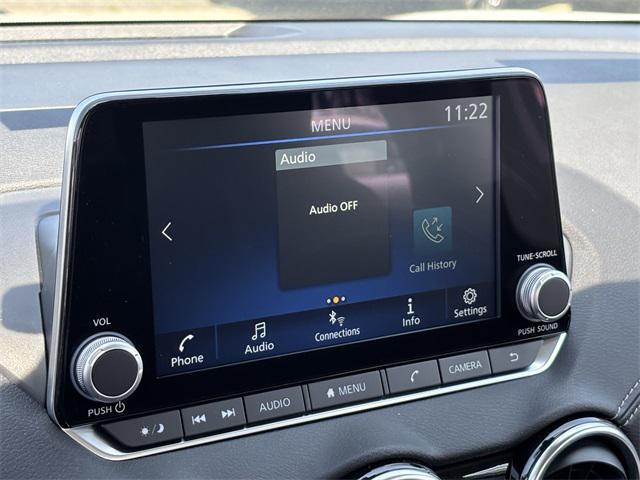 MENU
11:22
Audio
Audio OFF
Call History
Phone
Audio
Connections
Info
Settings
VOL
PUSH
TUNE-SCROLL
PUSH SOUND
AUDIO
MENU
CAMERA